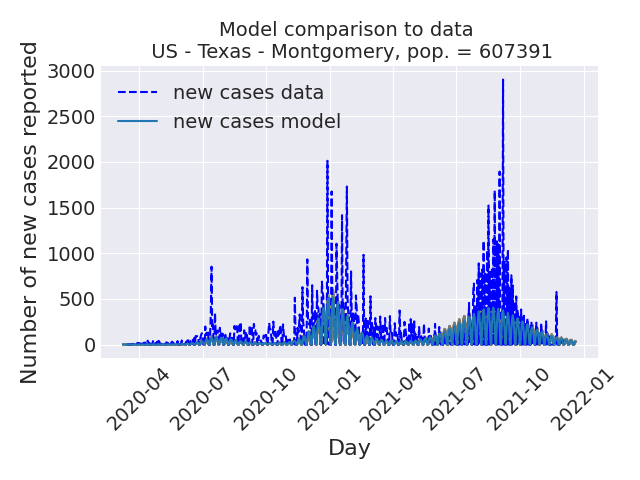 Model comparison to data
US - Texas - Montgomery, pop. = 607391
new cases data
new cases model
Number of new cases reported
3000
2500
2000
1500
1000
500
0
2020-04
2020-07
2020-10
2021-01
2021-04
2021-07
2021-10
2022-01
Day